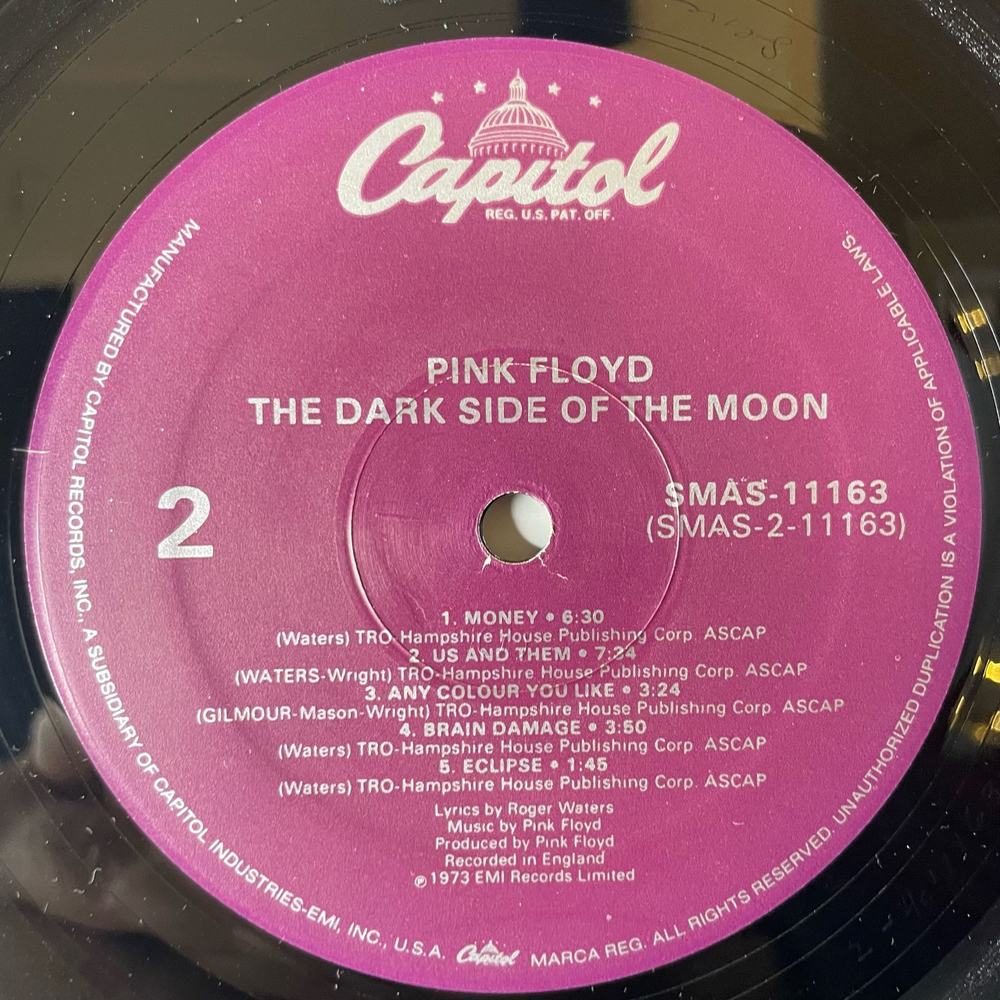 Capitol
REG. U.S. PAT. OFF.
PINK FLOYD
THE DARK SIDE OF THE MOON
2
SMAS-11163
(SMAS-2-11163)
1. MONEY • 6:30
(Waters) TRO-Hampshire House Publishing Corp. ASCAP
2. US AND THEM • 7:34
(WATERS-Wright) TRO-Hampshire House Publishing Corp. ASCAP
3. ANY COLOUR YOU LIKE • 3:24
(GILMOUR-Mason-Wright) TRO-Hampshire House Publishing Corp. ASCAP
4. BRAIN DAMAGE • 3:50
(Waters) TRO-Hampshire House Publishing Corp. ASCAP
5. ECLIPSE • 1:45
(Waters) TRO-Hampshire House Publishing Corp. ASCAP
Lyrics by Roger Waters
Music by Pink Floyd
Produced by Pink Floyd
Recorded in England
℗ 1973 EMI Records Limited
MANUFACTURED BY CAPITOL RECORDS, INC., A SUBSIDIARY OF CAPITOL INDUSTRIES-EMI, INC., U.S.A. Capitol MARCA REG. ALL RIGHTS RESERVED. UNAUTHORIZED DUPLICATION IS A VIOLATION OF APPLICABLE LAWS.